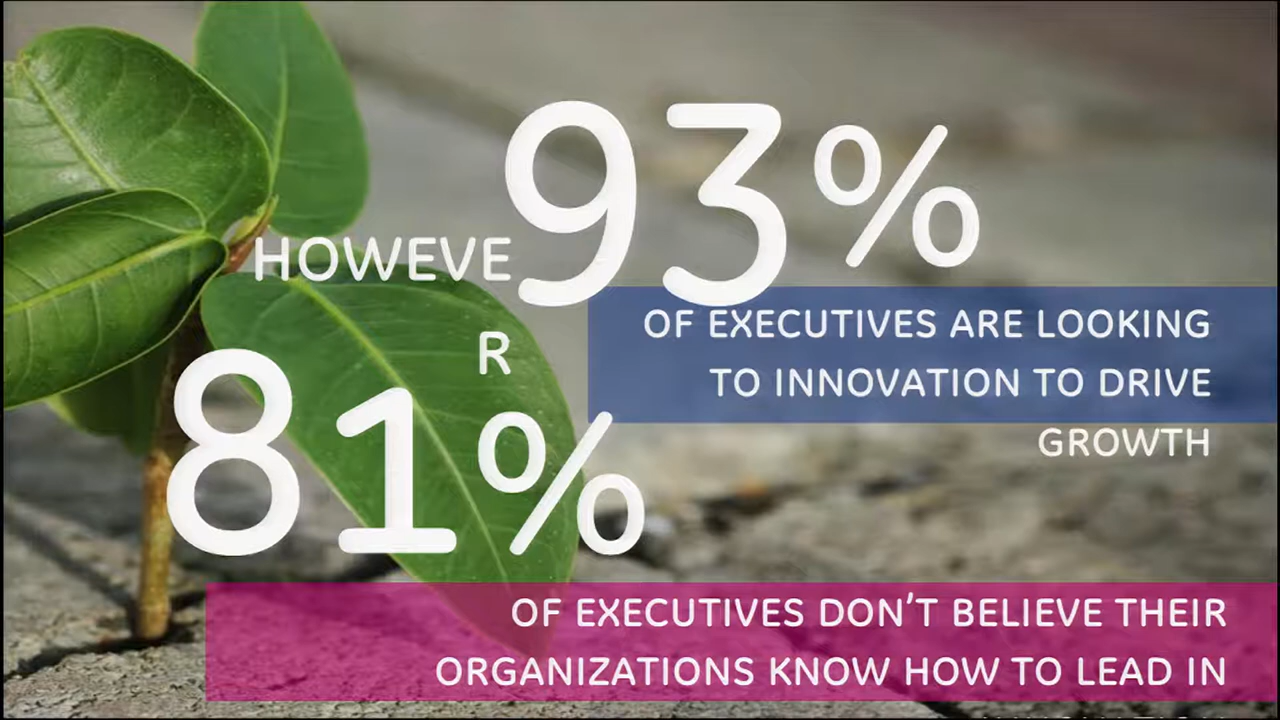 93%
OF EXECUTIVES ARE LOOKING
TO INNOVATION TO DRIVE
GROWTH
HOWEVE
R
81%
OF EXECUTIVES DON'T BELIEVE THEIR
ORGANIZATIONS KNOW HOW TO LEAD IN